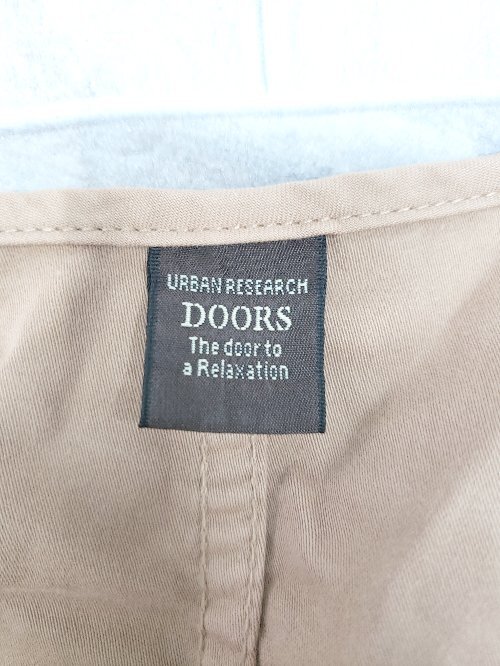 URBAN RESEARCH
DOORS
The door to
a Relaxation